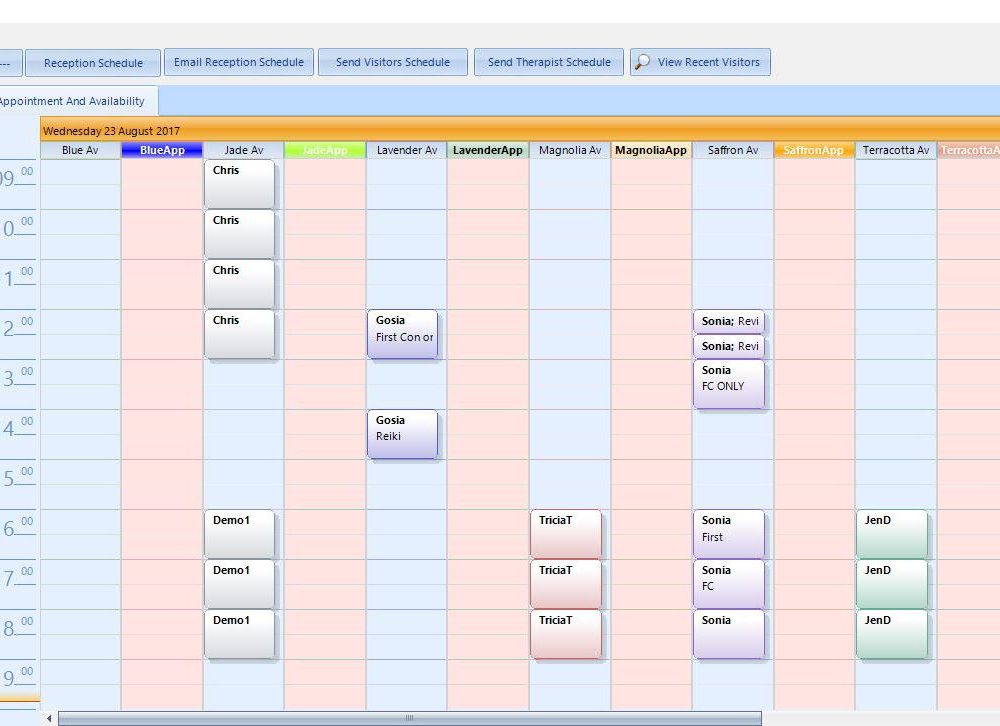 ---
Reception Schedule
Email Reception Schedule
Send Visitors Schedule
Send Therapist Schedule
View Recent Visitors
Appointment And Availability
Wednesday 23 August 2017
Blue Av
BlueApp
Jade Av
JadeApp
Lavender Av
LavenderApp
Magnolia Av
MagnoliaApp
Saffron Av
SaffronApp
Terracotta Av
TerracottaA
09 00
Chris
0 00
Chris
1 00
Chris
2 00
Chris
Gosia
First Con or
Sonia; Revi
Sonia; Revi
3 00
Sonia
FC ONLY
4 00
Gosia
Reiki
5 00
6 00
Demo1
TriciaT
Sonia
First
JenD
7 00
Demo1
TriciaT
Sonia
FC
JenD
8 00
Demo1
TriciaT
Sonia
JenD
9 00